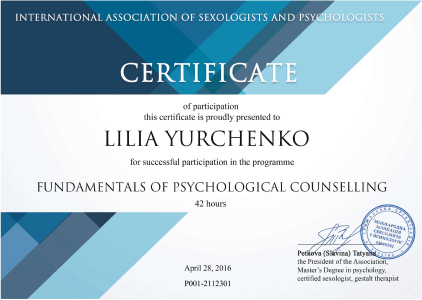 INTERNATIONAL ASSOCIATION OF SEXOLOGISTS AND PSYCHOLOGISTS
CERTIFICATE
of participation
this certificate is proudly presented to
LILIA YURCHENKO
for successful participation in the programme
FUNDAMENTALS OF PSYCHOLOGICAL COUNSELLING
42 hours
Petkova (Slavina) Tatyana,
the President of the Association,
Master's Degree in psychology,
certified sexologist, gestalt therapist
April 28, 2016
P001-2112301